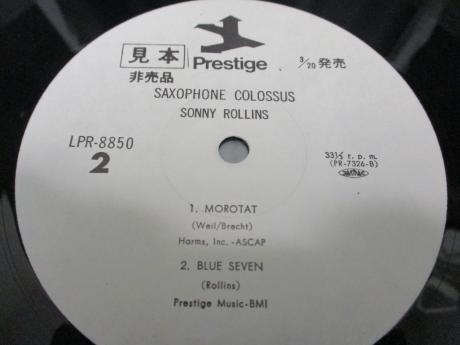 見本
非売品
Prestige
3/20 発売
SAXOPHONE COLOSSUS
SONNY ROLLINS
LPR-8850
2
33⅓ r. p. m.
(PR-7326-B)
1. MOROTAT
(Weil/Brecht)
Harms, Inc. -ASCAP
2. BLUE SEVEN
(Rollins)
Prestige Music-BMI